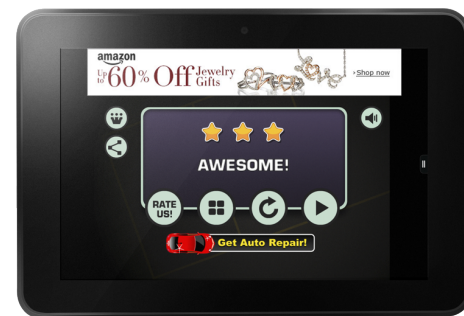 amazon
Up to 60% Off Jewelry Gifts
Shop now
AWESOME!
RATE
US!
Get Auto Repair!